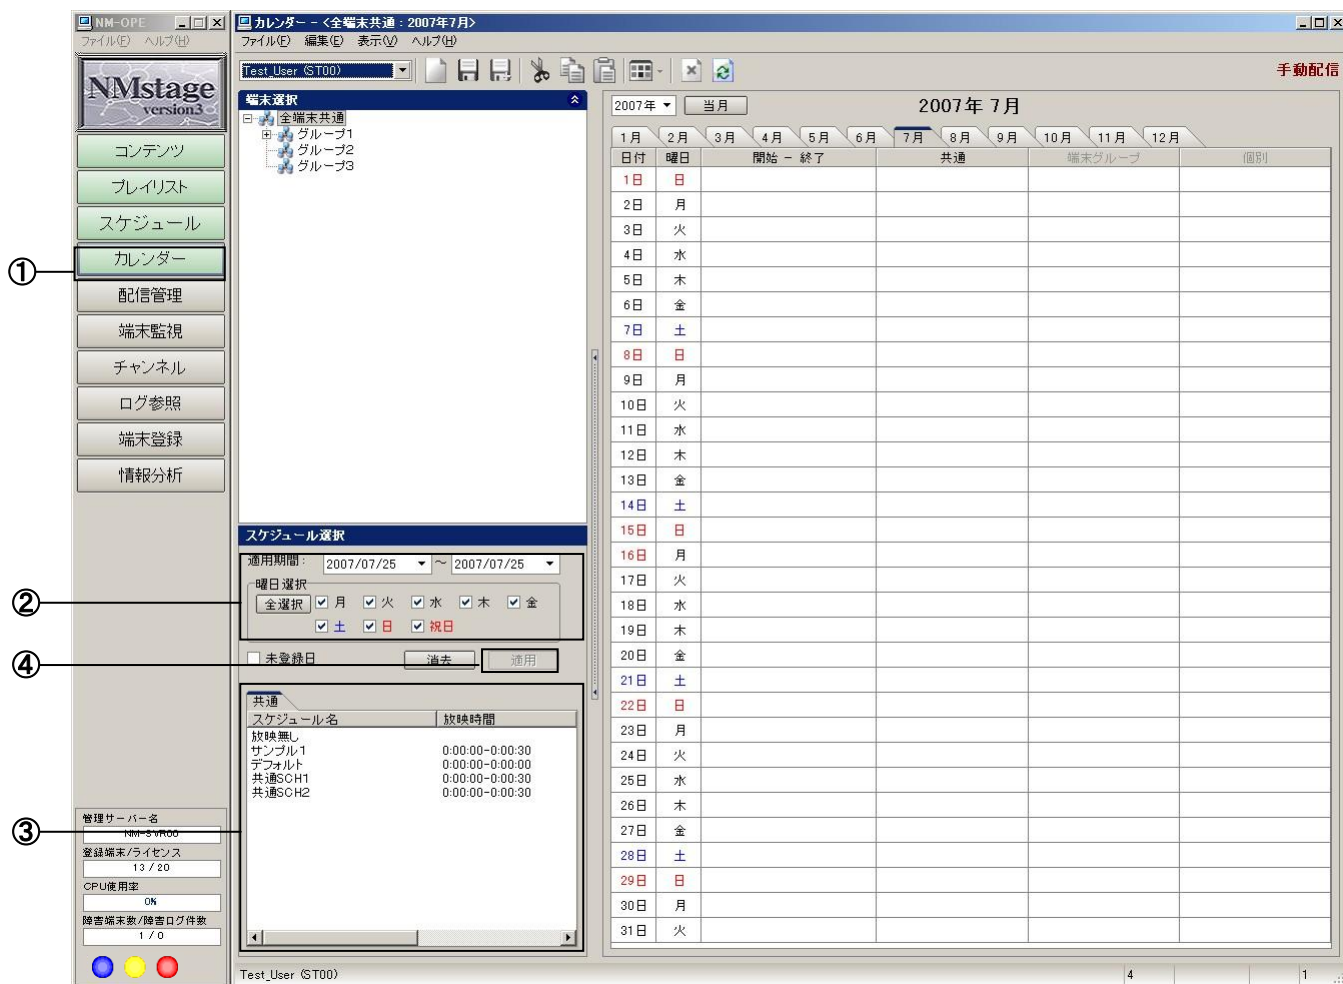 NM-OPE
ファイル(F) ヘルプ(H)
NMstage
version3
コンテンツ
プレイリスト
スケジュール
カレンダー
配信管理
端末監視
チャンネル
ログ参照
端末登録
情報分析
①
②
④
③
管理サーバー名
NM-SVR00
登録端末/ライセンス
13 / 20
CPU使用率
0%
障害端末数/障害ログ件数
1 / 0
カレンダー - <全端末共通:2007年7月>
ファイル(F) 編集(E) 表示(V) ヘルプ(H)
Test_User (ST00)
手動配信
端末選択
全端末共通
グループ1
グループ2
グループ3
スケジュール選択
適用期間: 2007/07/25 ~ 2007/07/25
曜日選択
全選択 月 火 水 木 金
土 日 祝日
未登録日 消去 適用
共通
スケジュール名 放映時間
放映無し
サンプル1 0:00:00-0:00:30
デフォルト 0:00:00-0:00:00
共通SCH1 0:00:00-0:00:30
共通SCH2 0:00:00-0:00:30
2007年 当月 2007年 7月
1月 2月 3月 4月 5月 6月 7月 8月 9月 10月 11月 12月
日付 曜日 開始 - 終了 共通 端末グループ 個別
1日 日
2日 月
3日 火
4日 水
5日 木
6日 金
7日 土
8日 日
9日 月
10日 火
11日 水
12日 木
13日 金
14日 土
15日 日
16日 月
17日 火
18日 水
19日 木
20日 金
21日 土
22日 日
23日 月
24日 火
25日 水
26日 木
27日 金
28日 土
29日 日
30日 月
31日 火
Test_User (ST00) 4 1